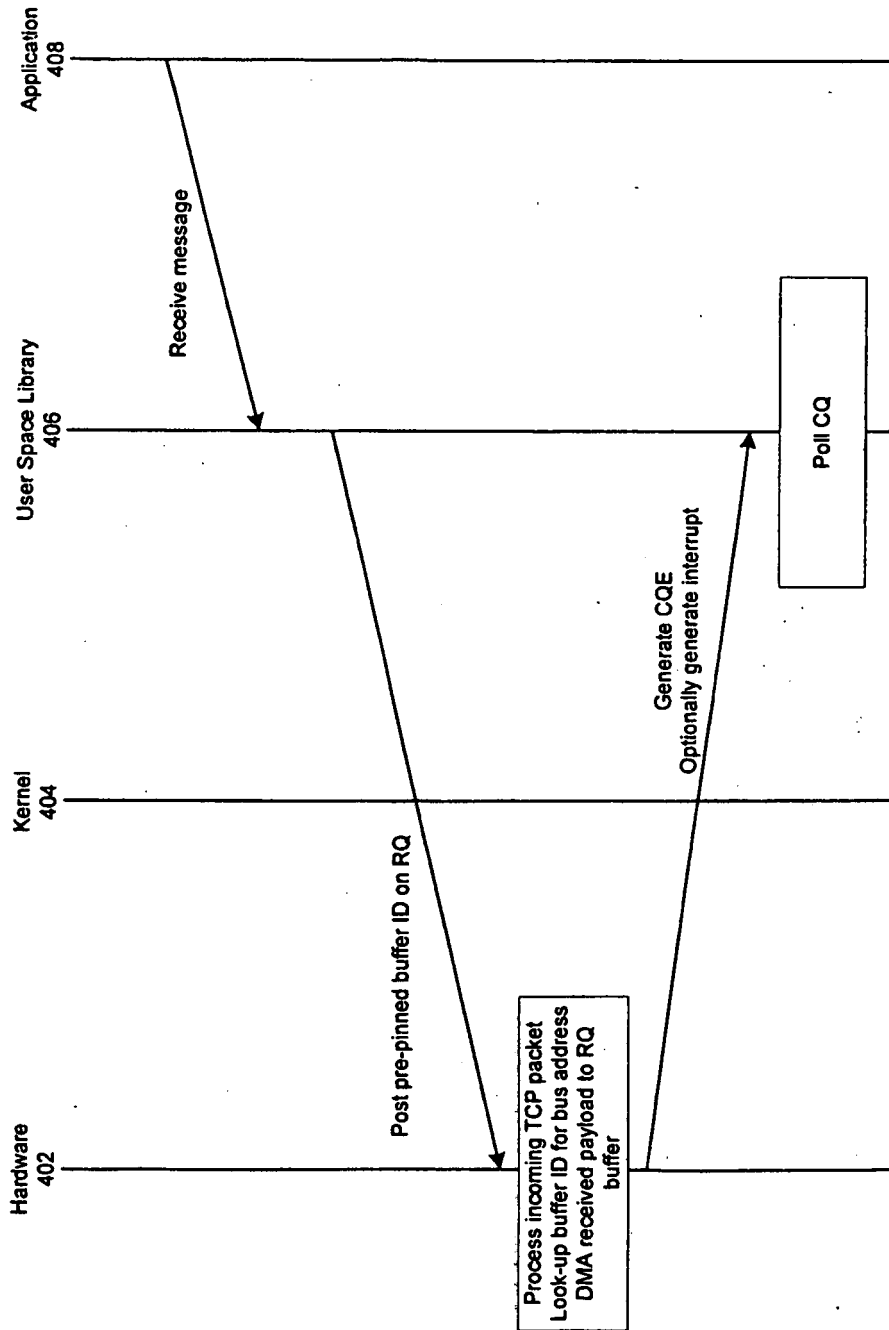 Hardware
402
Kernel
404
User Space Library
406
Application
408
Receive message
Post pre-pinned buffer ID on RQ
Process incoming TCP packet
Look-up buffer ID for bus address
DMA received payload to RQ
buffer
Generate CQE
Optionally generate interrupt
Poll CQ